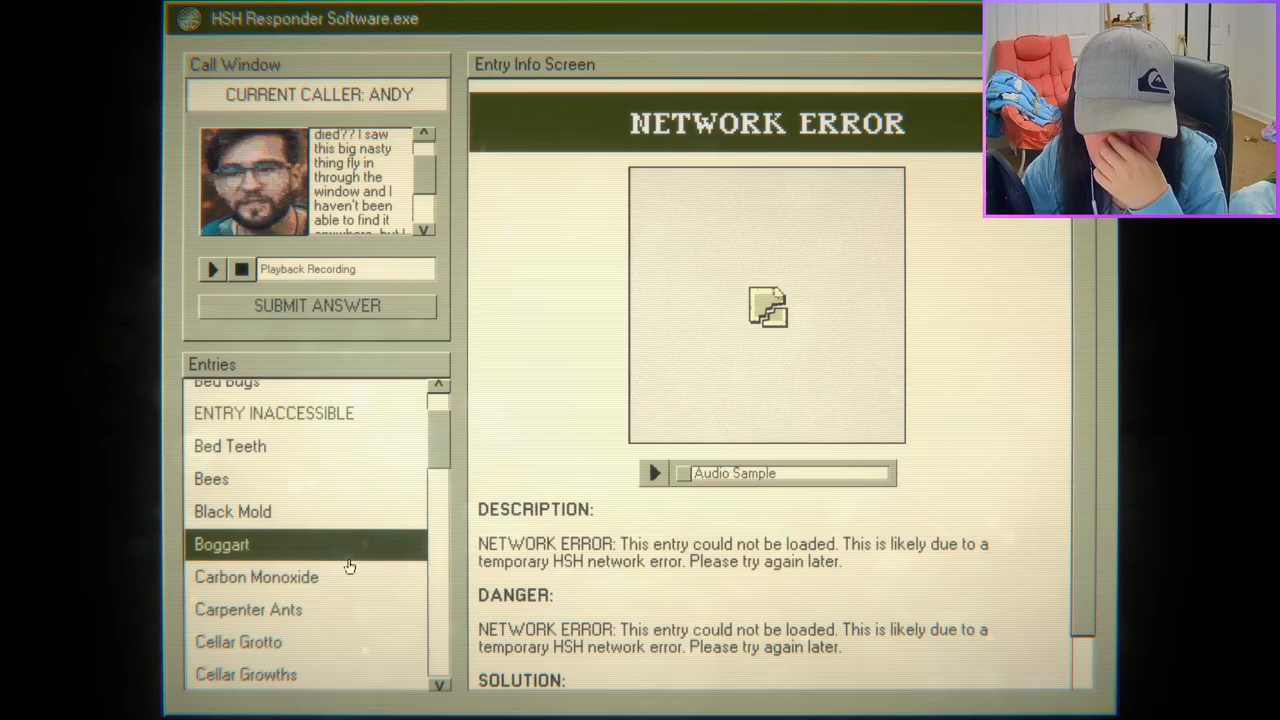 HSH Responder Software.exe
Call Window
CURRENT CALLER: ANDY
died?? I saw
this big nasty
thing fly in
through the
window and I
haven't been
able to find it
anywhere, but I
Playback Recording
SUBMIT ANSWER
Entries
Bed Bugs
ENTRY INACCESSIBLE
Bed Teeth
Bees
Black Mold
Boggart
Carbon Monoxide
Carpenter Ants
Cellar Grotto
Cellar Growths
Entry Info Screen
NETWORK ERROR
Audio Sample
DESCRIPTION:
NETWORK ERROR: This entry could not be loaded. This is likely due to a
temporary HSH network error. Please try again later.
DANGER:
NETWORK ERROR: This entry could not be loaded. This is likely due to a
temporary HSH network error. Please try again later.
SOLUTION: